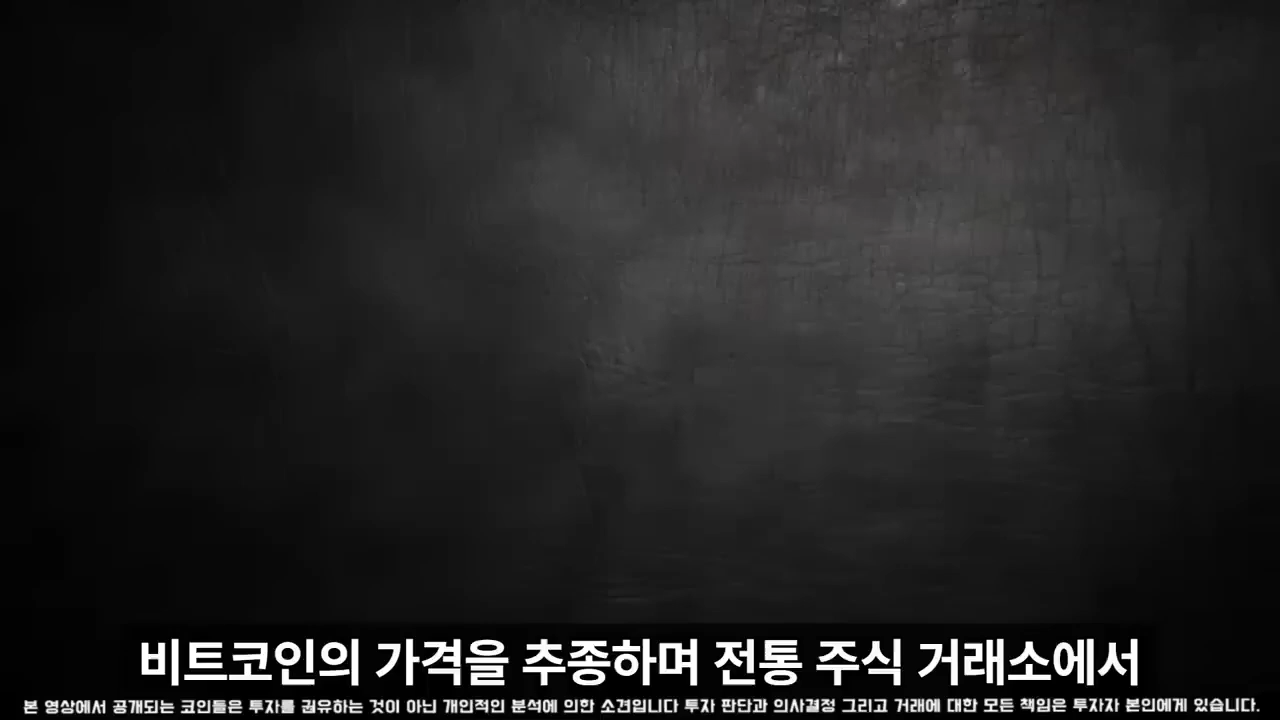 비트코인의 가격을 추종하며 전통 주식 거래소에서
본 영상에서 공개되는 코인들은 투자를 권유하는 것이 아닌 개인적인 분석에 의한 소견입니다 투자 판단과 의사결정 그리고 거래에 대한 모든 책임은 투자자 본인에게 있습니다.